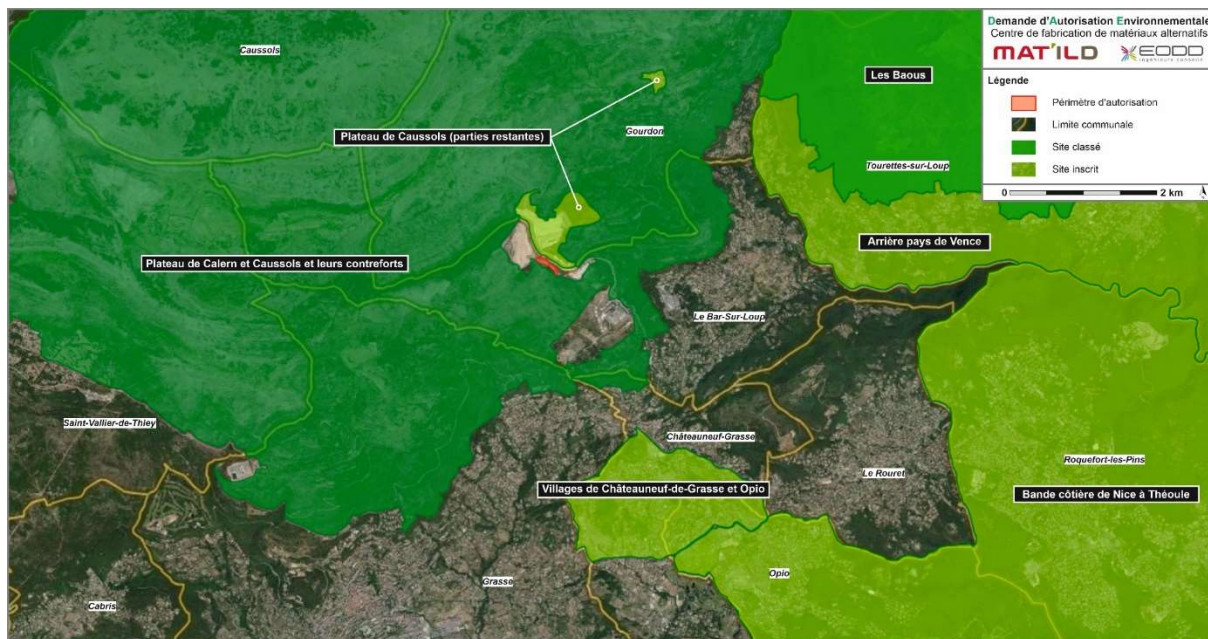 Demande d'Autorisation Environnementale
Centre de fabrication de matériaux alternatifs
MAT'ILD EODD
ingénieurs conseils
Légende
Périmètre d'autorisation
Limite communale
Site classé
Site inscrit
0 2 km
Caussols
Les Baous
Plateau de Caussols (parties restantes)
Gourdon
Tourettes-sur-Loup
Arrière pays de Vence
Plateau de Calern et Caussols et leurs contreforts
Le Bar-Sur-Loup
Saint-Vallier-de-Thiey
Châteauneuf-Grasse
Le Rouret
Roquefort-les-Pins
Villages de Châteauneuf-de-Grasse et Opio
Bande côtière de Nice à Théoule
Grasse
Opio
Cabris